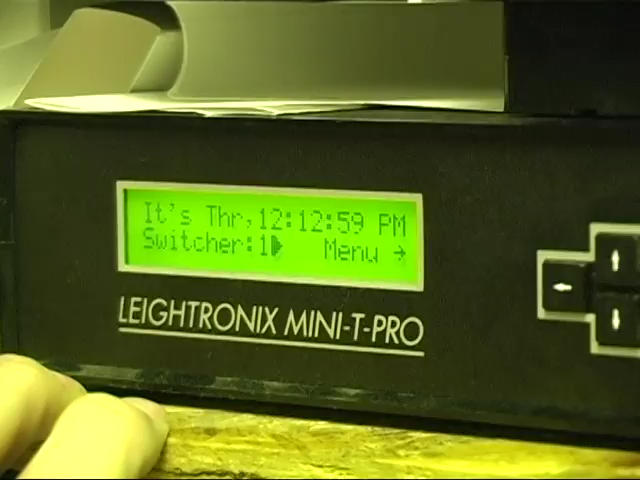 It's Thr,12:12:59 PM
Switcher:1▶ Menu →
LEIGHTRONIX MINI-T-PRO